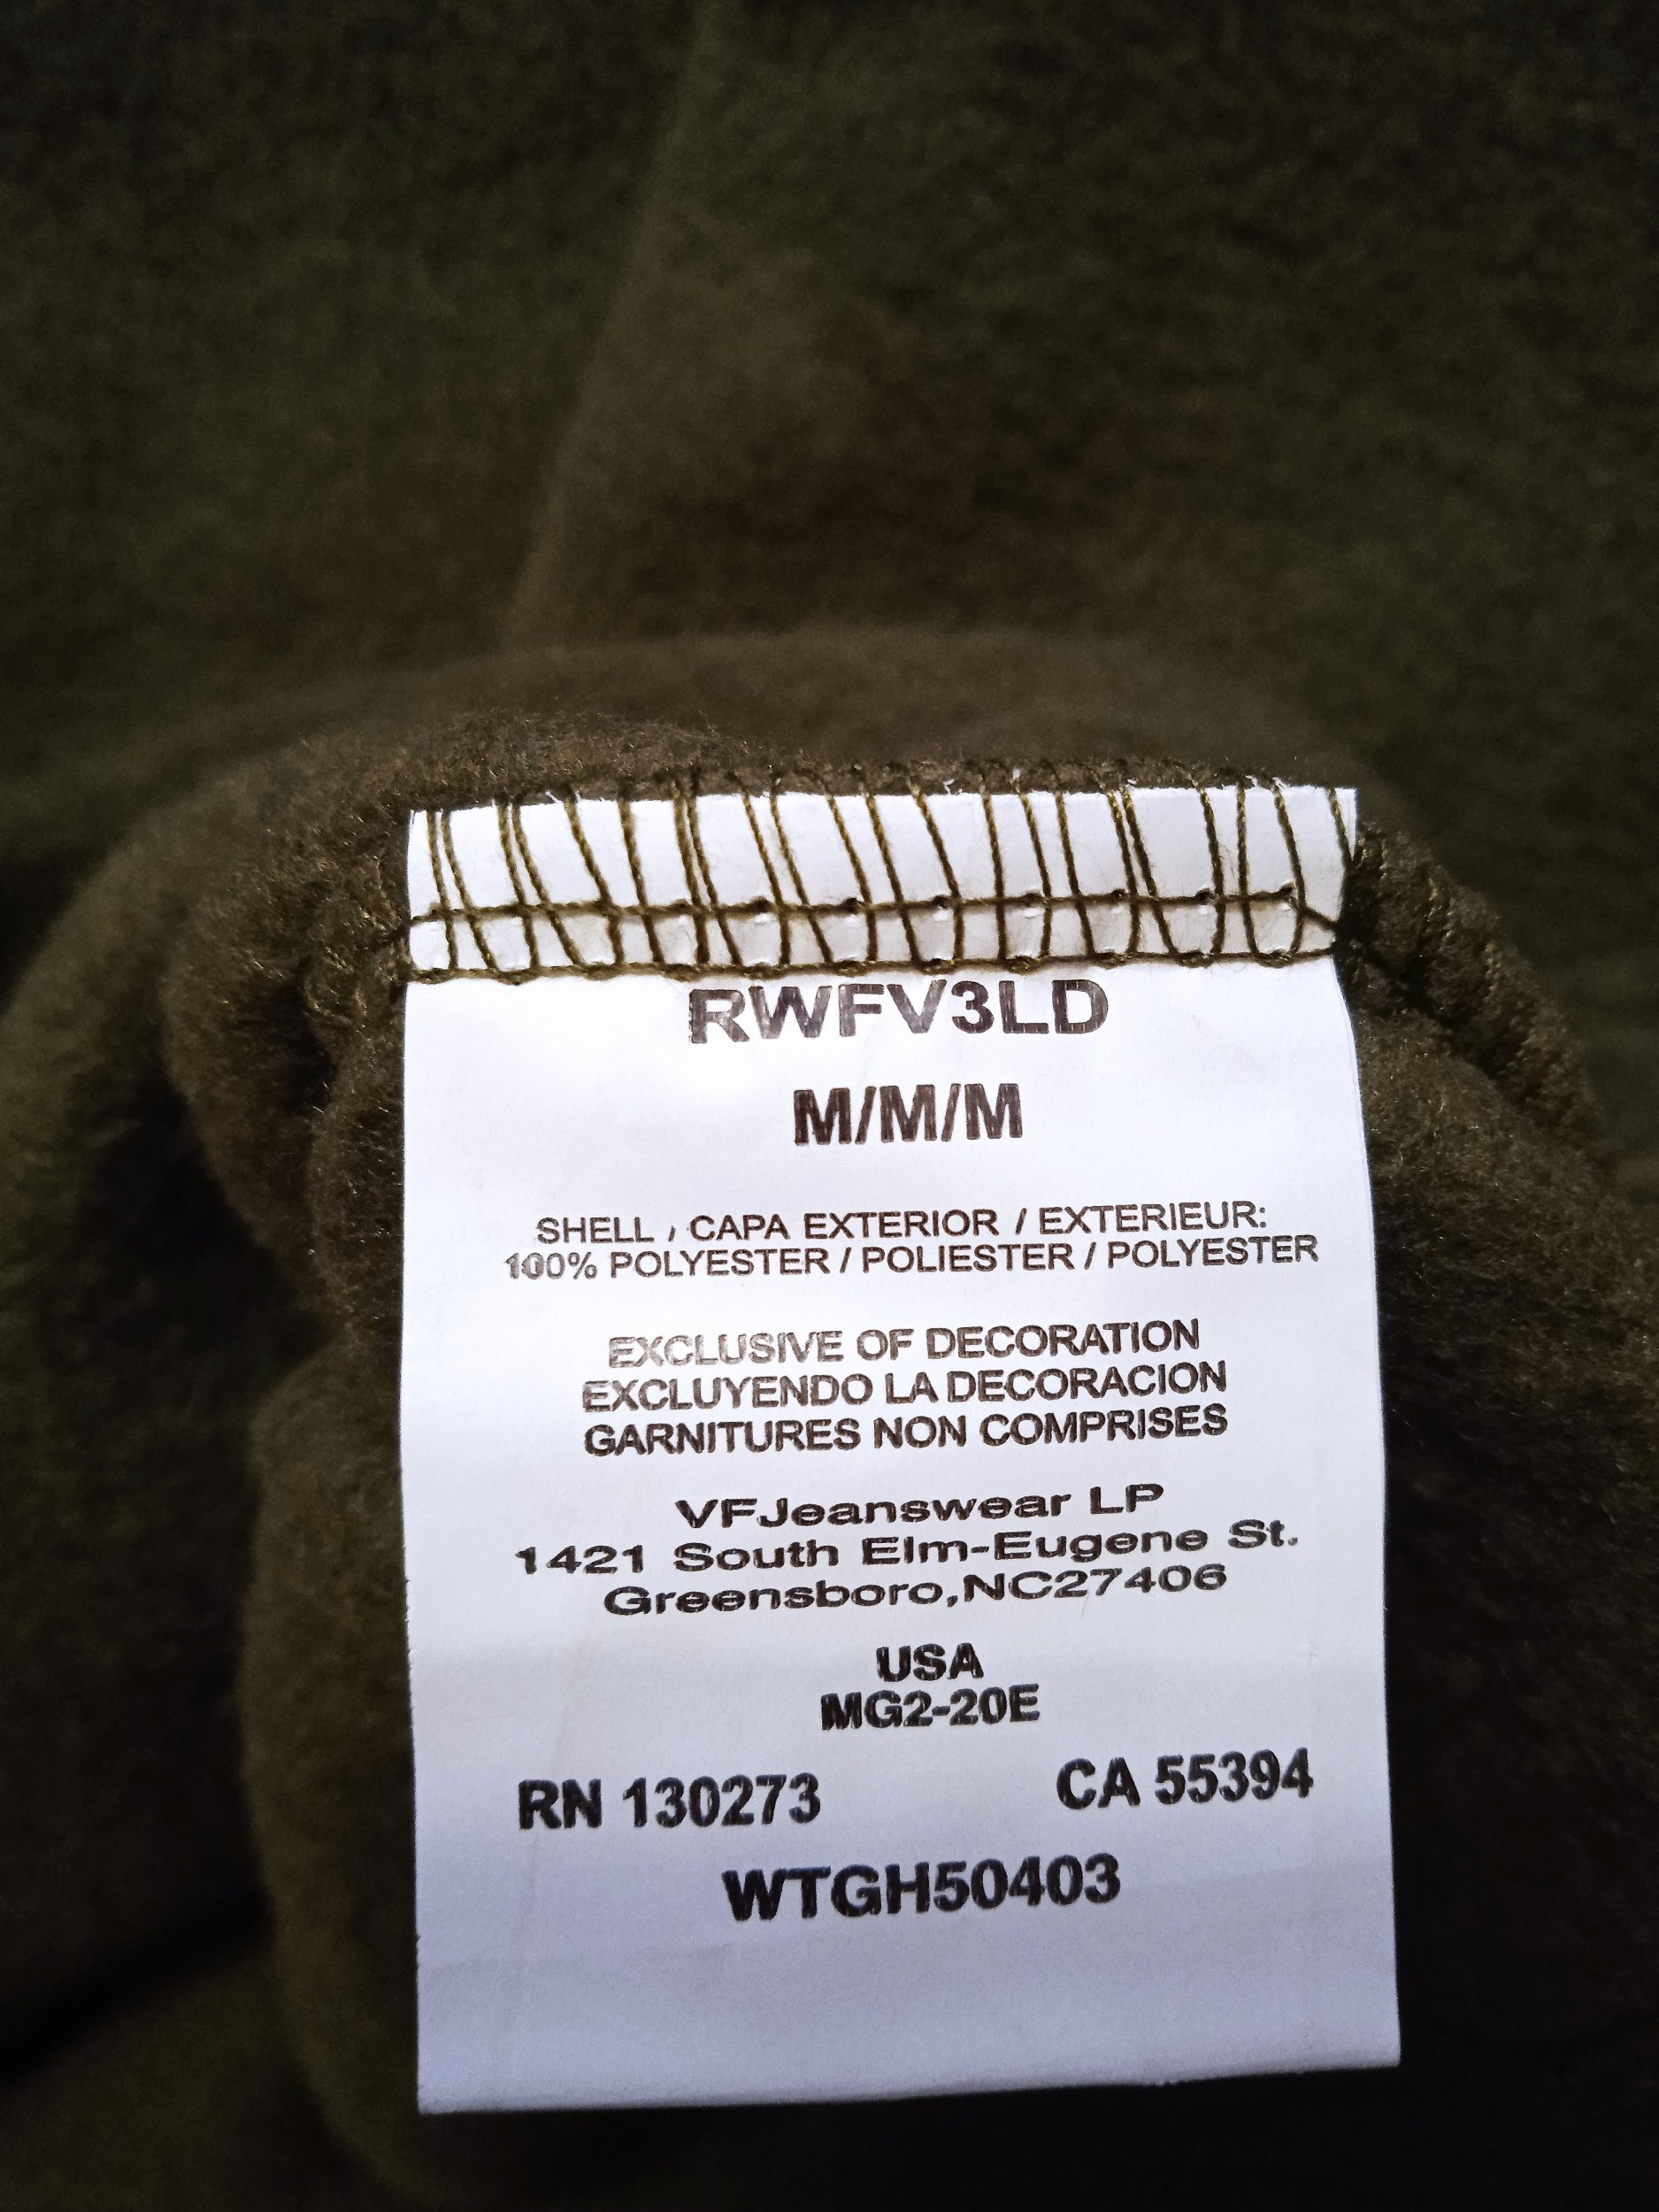 RWFV3LD
M/M/M
SHELL / CAPA EXTERIOR / EXTERIEUR:
100% POLYESTER / POLIESTER / POLYESTER
EXCLUSIVE OF DECORATION
EXCLUYENDO LA DECORACION
GARNITURES NON COMPRISES
VFJeanswear LP
1421 South Elm-Eugene St.
Greensboro,NC27406
USA
MG2-20E
RN 130273 CA 55394
WTGH50403